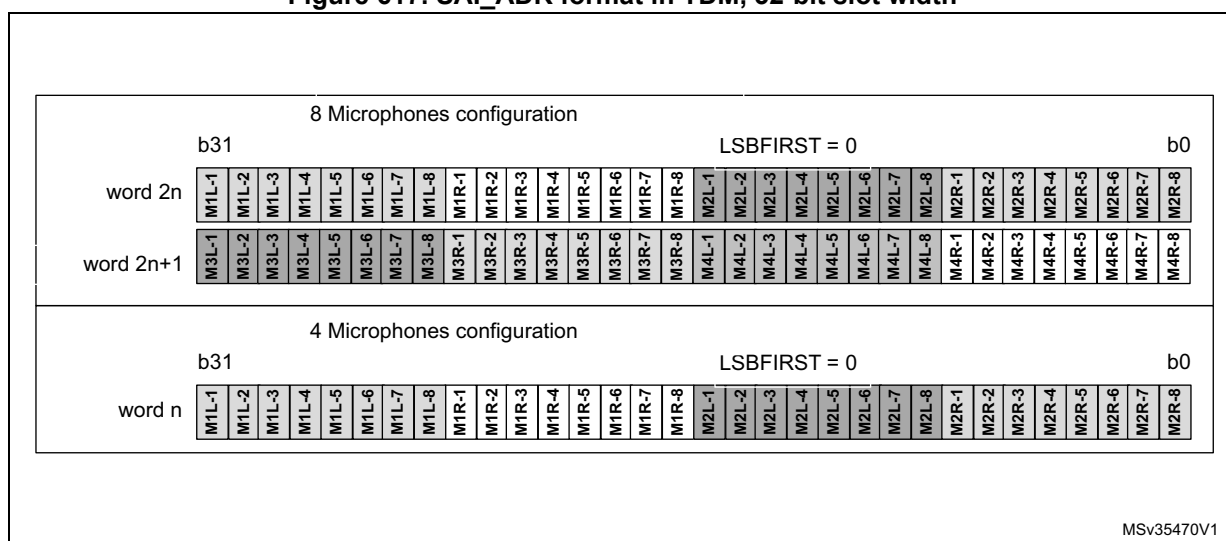 Figure SAI_ADR format in TDM, 32-bit slot width
8 Microphones configuration
b31 LSBFIRST = 0 b0
word 2n M1L-1 M1L-2 M1L-3 M1L-4 M1L-5 M1L-6 M1L-7 M1L-8 M1R-1 M1R-2 M1R-3 M1R-4 M1R-5 M1R-6 M1R-7 M1R-8 M2L-1 M2L-2 M2L-3 M2L-4 M2L-5 M2L-6 M2L-7 M2L-8 M2R-1 M2R-2 M2R-3 M2R-4 M2R-5 M2R-6 M2R-7 M2R-8
word 2n+1 M3L-1 M3L-2 M3L-3 M3L-4 M3L-5 M3L-6 M3L-7 M3L-8 M3R-1 M3R-2 M3R-3 M3R-4 M3R-5 M3R-6 M3R-7 M3R-8 M4L-1 M4L-2 M4L-3 M4L-4 M4L-5 M4L-6 M4L-7 M4L-8 M4R-1 M4R-2 M4R-3 M4R-4 M4R-5 M4R-6 M4R-7 M4R-8
4 Microphones configuration
b31 LSBFIRST = 0 b0
word n M1L-1 M1L-2 M1L-3 M1L-4 M1L-5 M1L-6 M1L-7 M1L-8 M1R-1 M1R-2 M1R-3 M1R-4 M1R-5 M1R-6 M1R-7 M1R-8 M2L-1 M2L-2 M2L-3 M2L-4 M2L-5 M2L-6 M2L-7 M2L-8 M2R-1 M2R-2 M2R-3 M2R-4 M2R-5 M2R-6 M2R-7 M2R-8
MSv35470V1